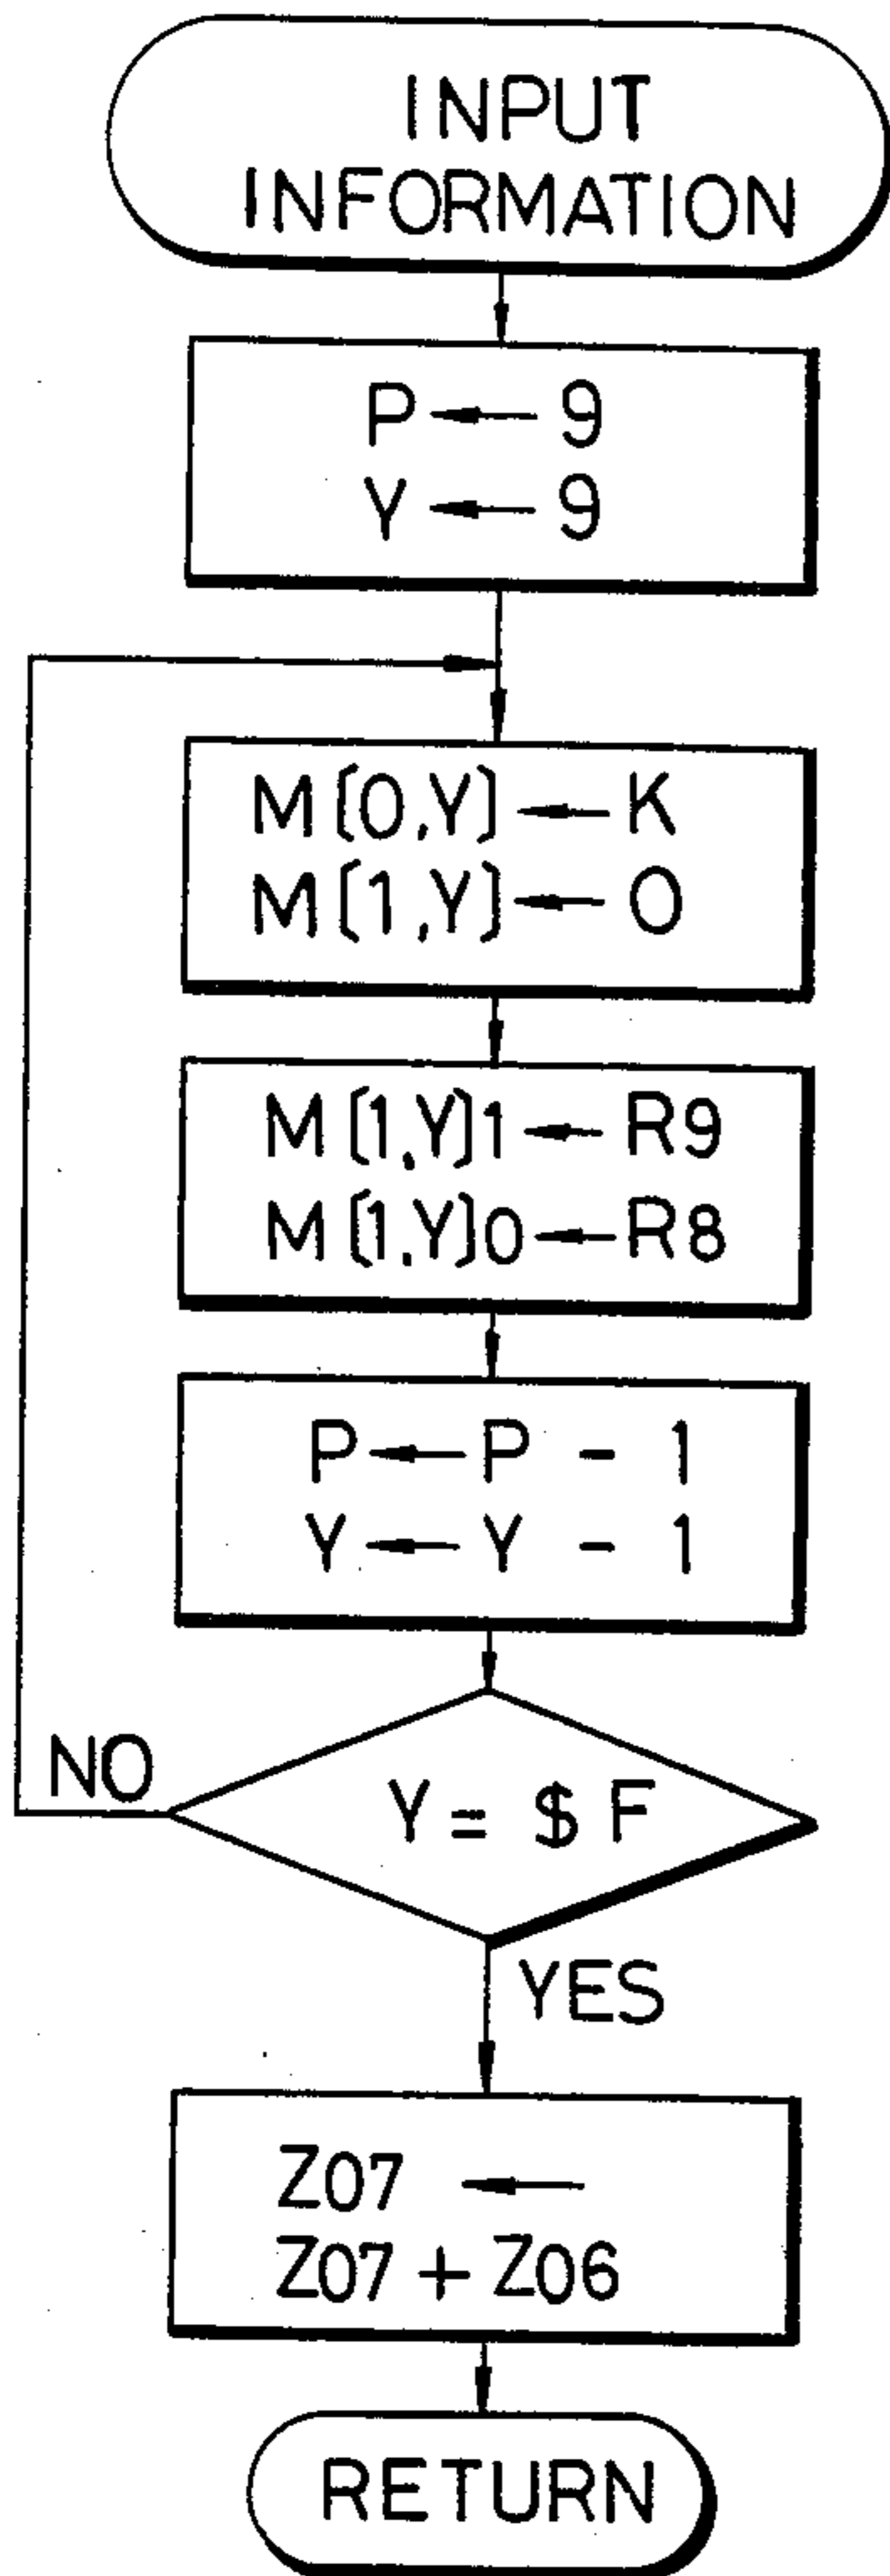 INPUT
INFORMATION
P ← 9
Y ← 9
M[0,Y] ← K
M[1,Y] ← 0
M[1,Y]1 ← R9
M[1,Y]0 ← R8
P ← P - 1
Y ← Y - 1
Y = $ F
NO
YES
Z07 ←
Z07 + Z06
RETURN